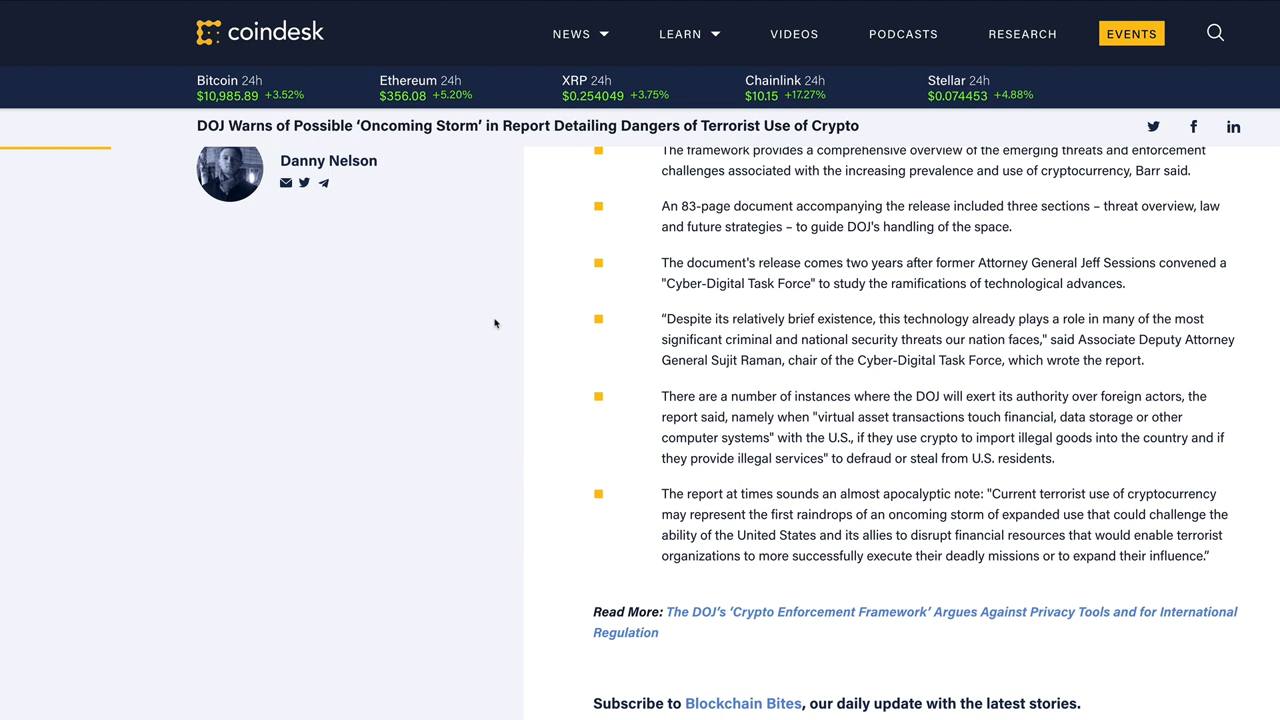 coindesk
NEWS
LEARN
VIDEOS
PODCASTS
RESEARCH
EVENTS
Bitcoin 24h
$10,985.89 +3.52%
Ethereum 24h
$356.08 +5.20%
XRP 24h
$0.254049 +3.75%
Chainlink 24h
$10.15 +17.27%
Stellar 24h
$0.074453 +4.88%
DOJ Warns of Possible ‘Oncoming Storm’ in Report Detailing Dangers of Terrorist Use of Crypto
Danny Nelson
The framework provides a comprehensive overview of the emerging threats and enforcement
challenges associated with the increasing prevalence and use of cryptocurrency, Barr said.
An 83-page document accompanying the release included three sections – threat overview, law
and future strategies – to guide DOJ's handling of the space.
The document's release comes two years after former Attorney General Jeff Sessions convened a
"Cyber-Digital Task Force" to study the ramifications of technological advances.
“Despite its relatively brief existence, this technology already plays a role in many of the most
significant criminal and national security threats our nation faces," said Associate Deputy Attorney
General Sujit Raman, chair of the Cyber-Digital Task Force, which wrote the report.
There are a number of instances where the DOJ will exert its authority over foreign actors, the
report said, namely when "virtual asset transactions touch financial, data storage or other
computer systems" with the U.S., if they use crypto to import illegal goods into the country and if
they provide illegal services" to defraud or steal from U.S. residents.
The report at times sounds an almost apocalyptic note: "Current terrorist use of cryptocurrency
may represent the first raindrops of an oncoming storm of expanded use that could challenge the
ability of the United States and its allies to disrupt financial resources that would enable terrorist
organizations to more successfully execute their deadly missions or to expand their influence.”
Read More: The DOJ’s ‘Crypto Enforcement Framework’ Argues Against Privacy Tools and for International
Regulation
Subscribe to Blockchain Bites, our daily update with the latest stories.